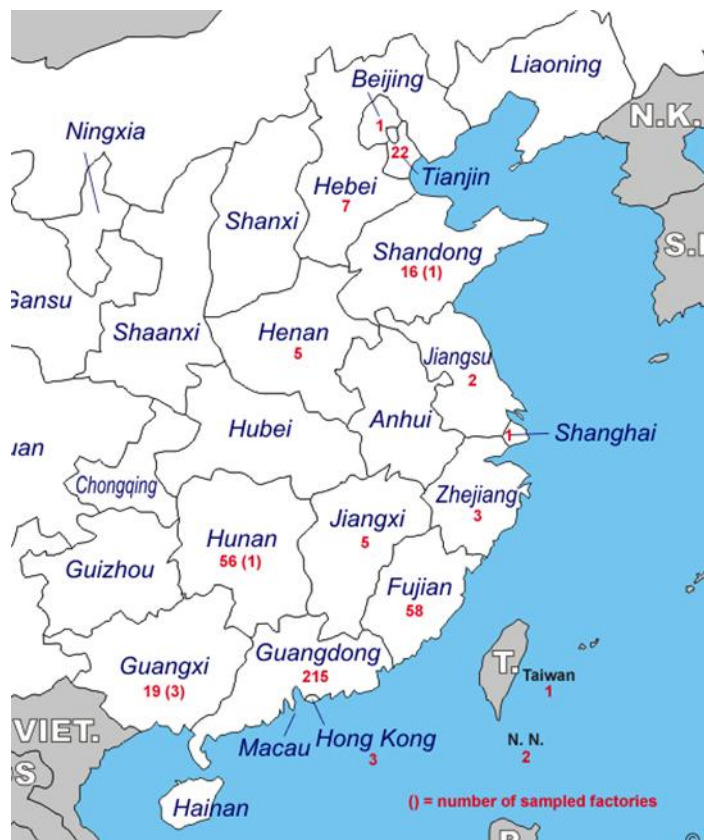 Liaoning
Beijing
1
N.K.
Ningxia
22
Tianjin
Hebei
7
Shanxi
Shandong
16 (1)
Gansu
Shaanxi
Henan
5
Jiangsu
2
Anhui
Hubei
1
Shanghai
uan
Chongqing
Zhejiang
3
Jiangxi
5
Hunan
56 (1)
Guizhou
Fujian
58
Guangdong
215
Guangxi
19 (3)
T.
Taiwan
1
VIET.
OS
Macau
Hong Kong
3
N. N.
2
Hainan
() = number of sampled factories
©